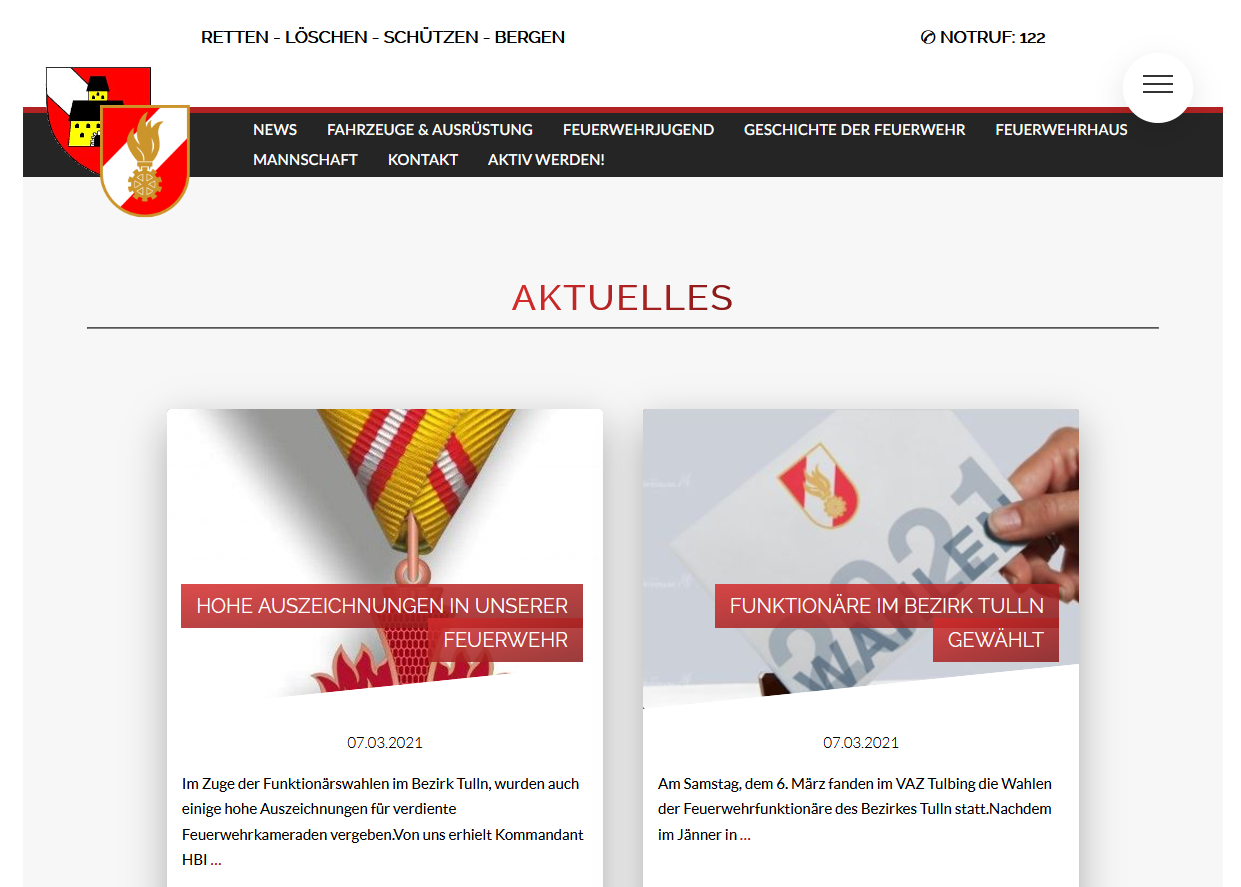 RETTEN - LÖSCHEN - SCHÜTZEN - BERGEN
✆ NOTRUF: 122
NEWS FAHRZEUGE & AUSRÜSTUNG FEUERWEHRJUGEND GESCHICHTE DER FEUERWEHR FEUERWEHRHAUS
MANNSCHAFT KONTAKT AKTIV WERDEN!
AKTUELLES
2021
WAHLEN
HOHE AUSZEICHNUNGEN IN UNSERER
FEUERWEHR
FUNKTIONÄRE IM BEZIRK TULLN
GEWÄHLT
07.03.2021
Im Zuge der Funktionärswahlen im Bezirk Tulln, wurden auch
einige hohe Auszeichnungen für verdiente
Feuerwehrkameraden vergeben.Von uns erhielt Kommandant
HBI ...
07.03.2021
Am Samstag, dem 6. März fanden im VAZ Tulbing die Wahlen
der Feuerwehrfunktionäre des Bezirkes Tulln statt.Nachdem
im Jänner in ...